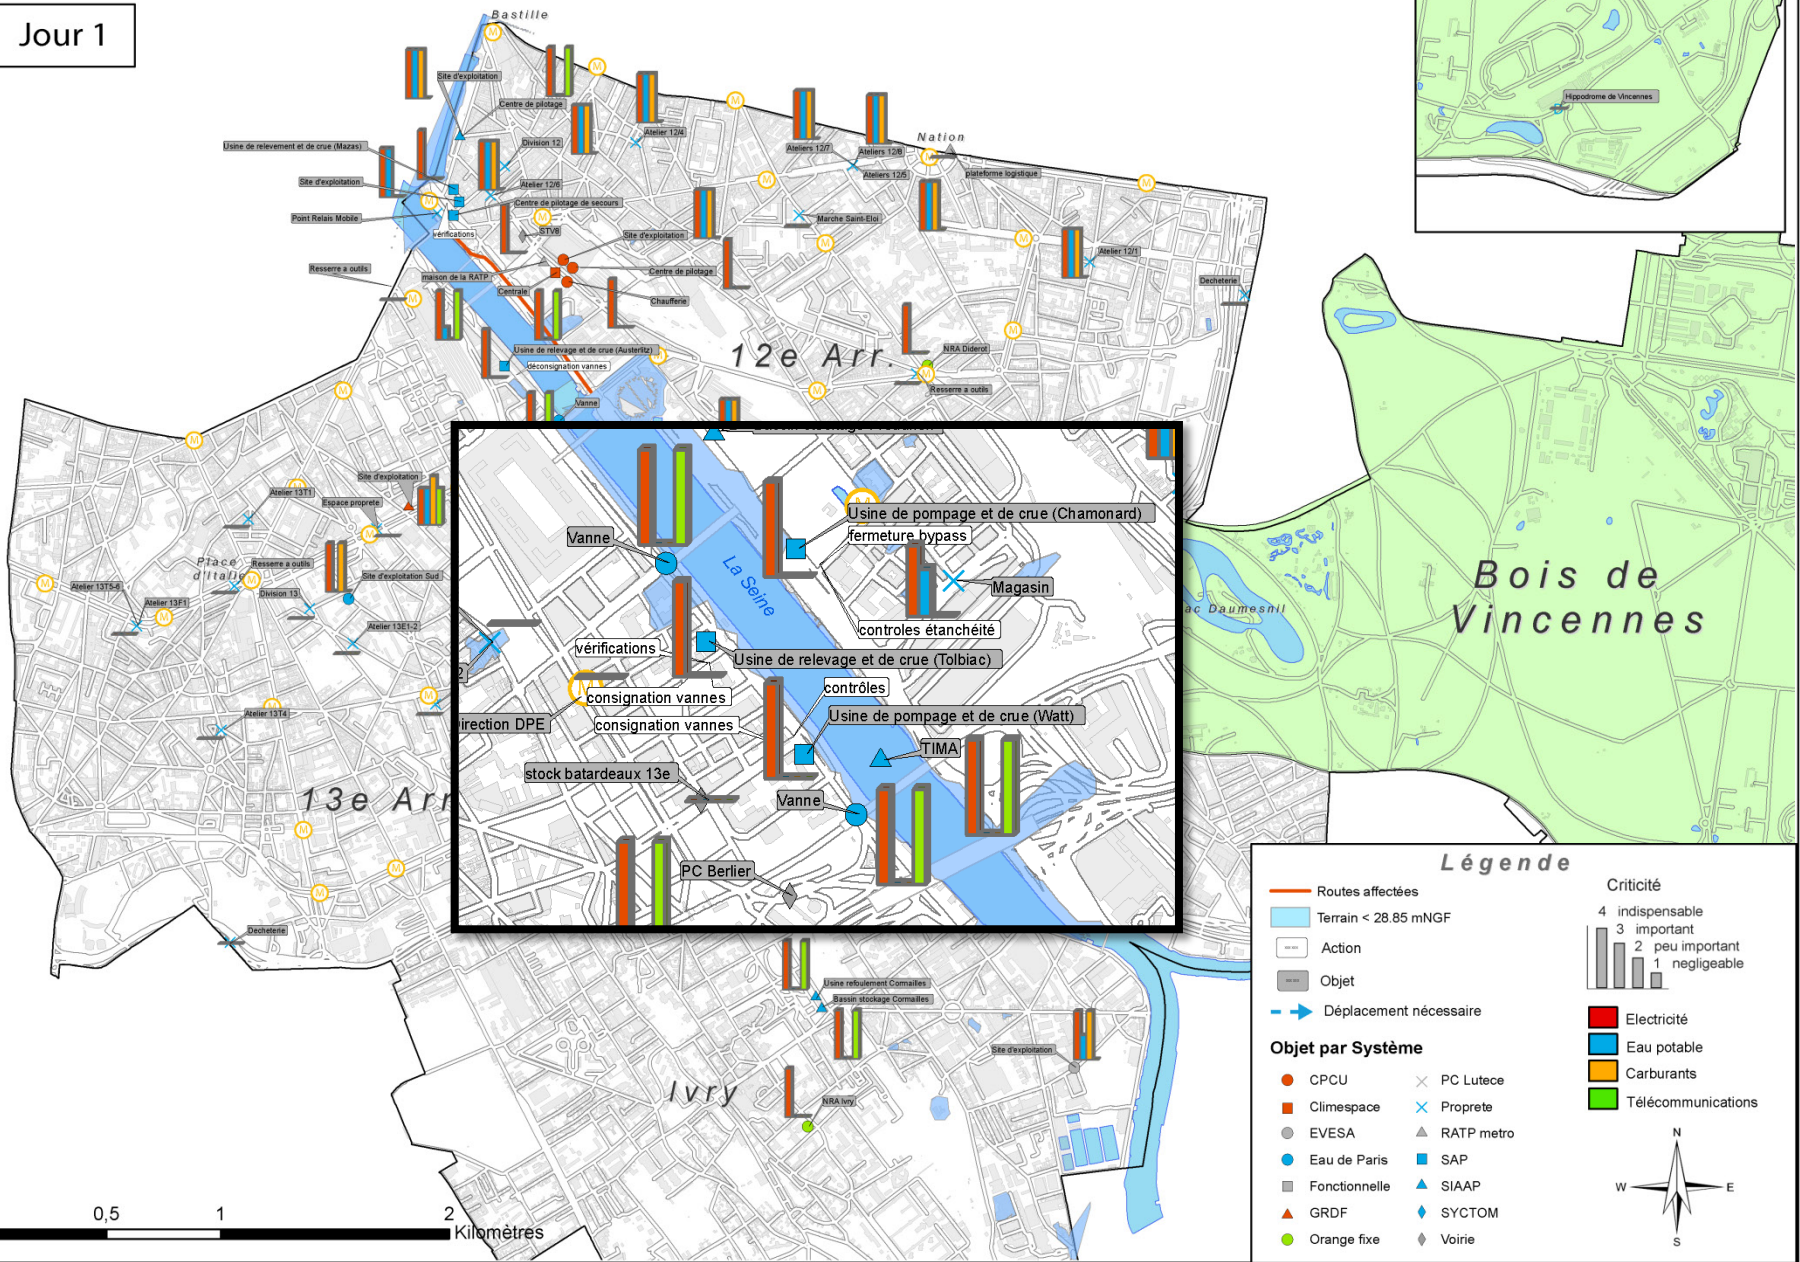 Jour 1
Bastille
Site d'exploitation
Centre de pilotage
Hippodrome de Vincennes
Usine de relevement et de crue (Mazas)
Division 12
Atelier 12/4
Ateliers 12/7
Ateliers 12/8
Nation
Site d'exploitation
Atelier 12/6
Ateliers 12/5
plateforme logistique
Centre de pilotage de secours
Point Relais Mobile
Marche Saint-Eloi
vérifications
STV8
Site d'exploitation
Resserre a outils
maison de la RATP
Centre de pilotage
Atelier 12/1
Centrale
Chaufferie
Decheterie
Usine de relevage et de crue (Austerlitz)
déconsignation vannes
12e Arr.
NRA Diderot
Resserre a outils
Vanne
Site d'exploitation
Atelier 13T1
Espace proprete
Place d'Italie
Resserre a outils
Site d'exploitation Sud
Atelier 13T5-6
Atelier 13F1
Division 13
Atelier 13E1-2
Atelier 13T4
13e Arr
Decheterie
Usine de pompage et de crue (Chamonard)
fermeture bypass
Vanne
La Seine
Magasin
controles étanchéité
vérifications
Usine de relevage et de crue (Tolbiac)
2
consignation vannes
contrôles
irection DPE
consignation vannes
Usine de pompage et de crue (Watt)
TIMA
stock batardeaux 13e
Vanne
PC Berlier
ac Daumesnil
Bois de
Vincennes
Usine refoulement Cornailles
Bassin stockage Cornailles
Site d'exploitation
Ivry
NRA Ivry
0,5
1
2
Kilomètres
Légende
Routes affectées
Terrain < 28.85 mNGF
Action
Objet
Déplacement nécessaire
Criticité
4 indispensable
3 important
2 peu important
1 negligeable
Electricité
Eau potable
Carburants
Télécommunications
Objet par Système
CPCU
Climespace
EVESA
Eau de Paris
Fonctionnelle
GRDF
Orange fixe
PC Lutece
Proprete
RATP metro
SAP
SIAAP
SYCTOM
Voirie
N
W
E
S